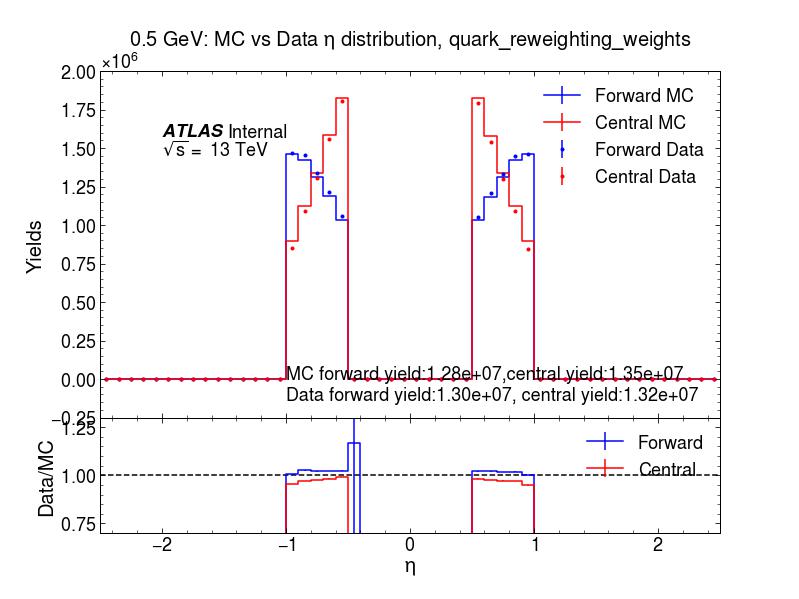 0.5 GeV: MC vs Data η distribution, quark_reweighting_weights
×10⁶
2.00
1.75
1.50
1.25
1.00
0.75
0.50
0.25
0.00
−0.25
Yields
ATLAS Internal
√s = 13 TeV
Forward MC
Central MC
Forward Data
Central Data
MC forward yield:1.28e+07,central yield:1.35e+07
Data forward yield:1.30e+07, central yield:1.32e+07
1.25
1.00
0.75
Data/MC
Forward
Central
−2 −1 0 1 2
η